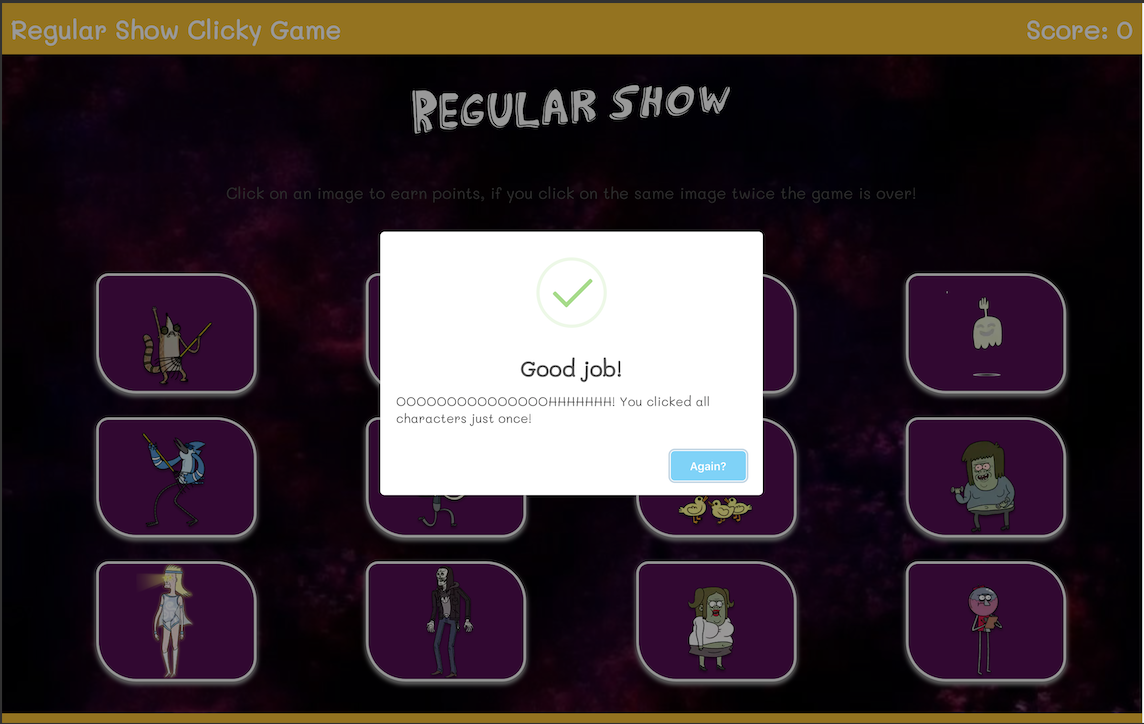 Regular Show Clicky Game
Score: 0
REGULAR SHOW
Click on an image to earn points, if you click on the same image twice the game is over!
Good job!
OOOOOOOOOOOOOOOHHHHHHH! You clicked all
characters just once!
Again?